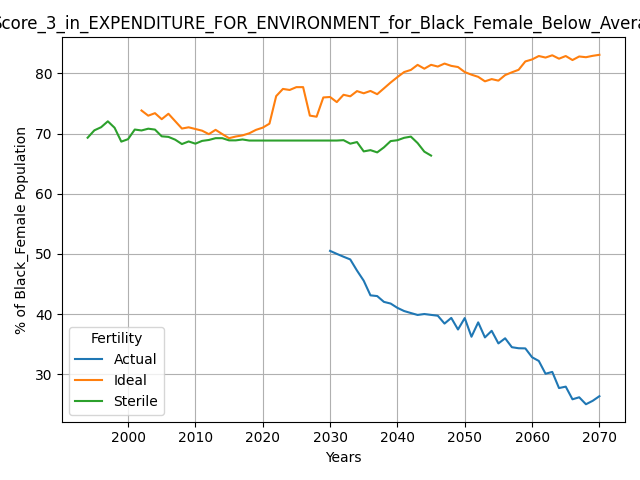 Score_3_in_EXPENDITURE_FOR_ENVIRONMENT_for_Black_Female_Below_Avera
% of Black_Female Population
80
70
60
50
40
30
Fertility
Actual
Ideal
Sterile
2000 2010 2020 2030 2040 2050 2060 2070
Years